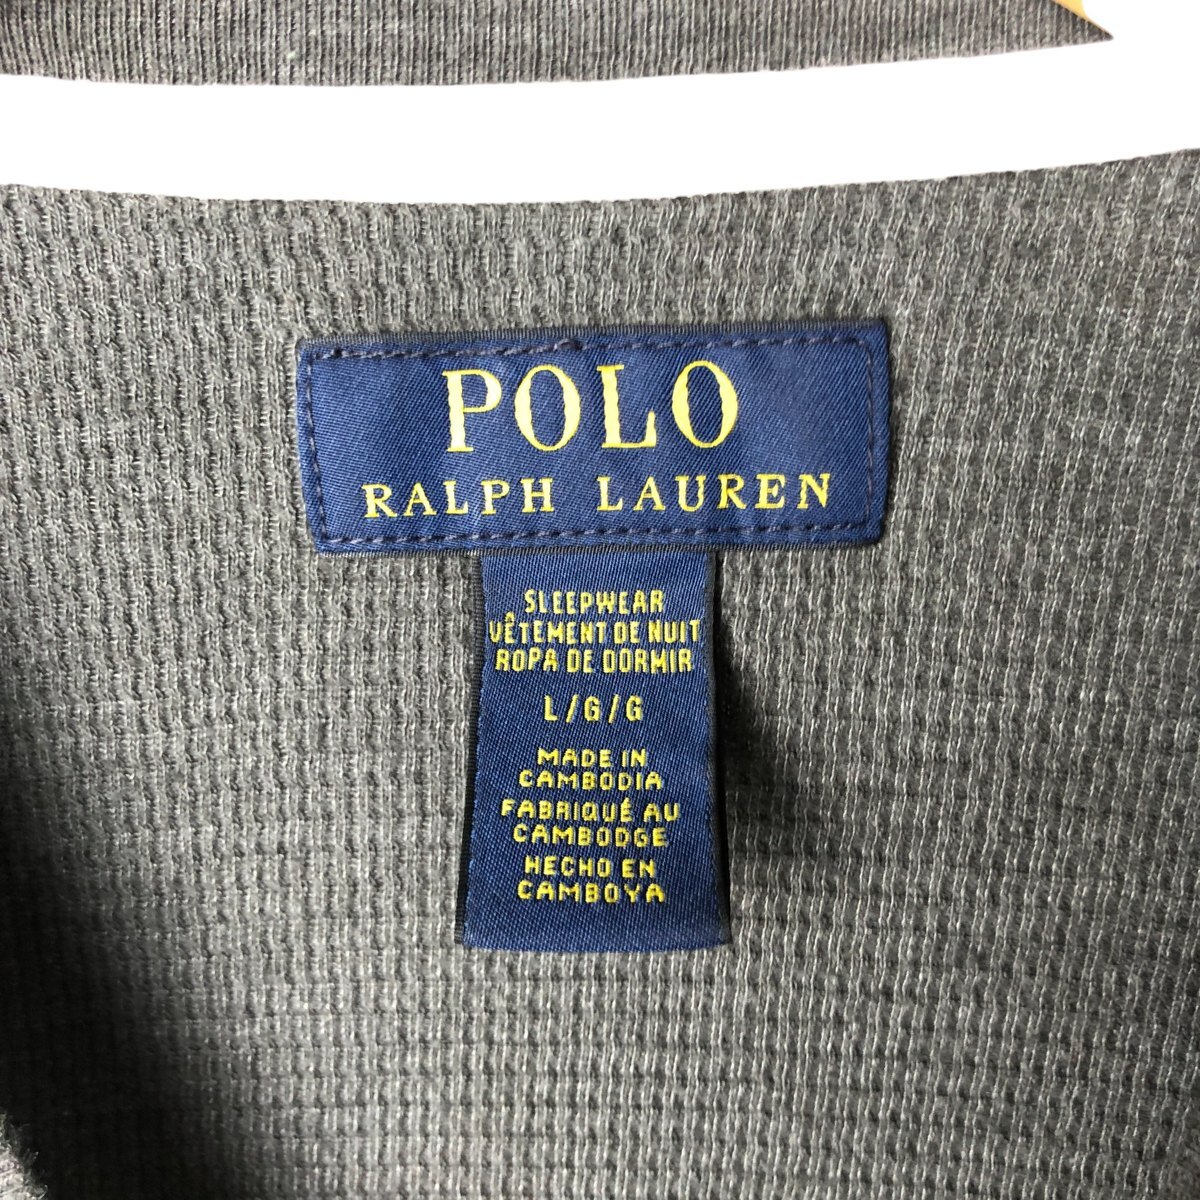 POLO
RALPH LAUREN
SLEEPWEAR
VÊTEMENT DE NUIT
ROPA DE DORMIR
L/G/G
MADE IN
CAMBODIA
FABRIQUÉ AU
CAMBODGE
HECHO EN
CAMBOYA